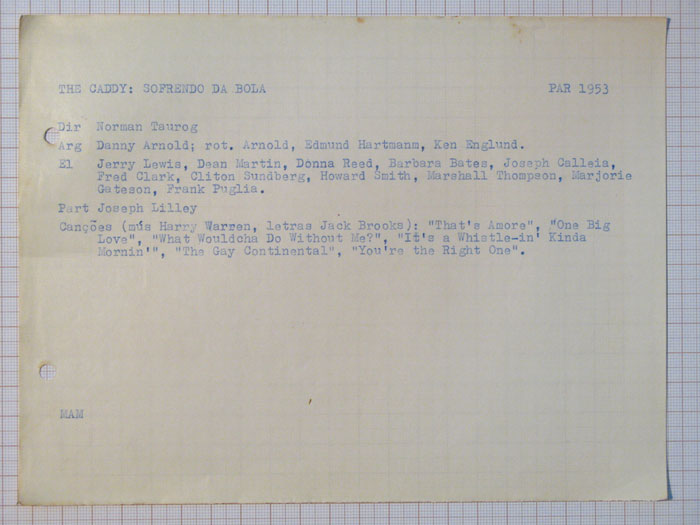 THE CADDY: SOFRENDO DA BOLA PAR 1953
Dir Norman Taurog
Arg Danny Arnold; rot. Arnold, Edmund Hartmann, Ken Englund.
El Jerry Lewis, Dean Martin, Donna Reed, Barbara Bates, Joseph Calleia,
Fred Clark, Cliton Sundberg, Howard Smith, Marshall Thompson, Marjorie
Gateson, Frank Puglia.
Part Joseph Lilley
Canções (mús Harry Warren, letras Jack Brooks): "That's Amore", "One Big
Love", "What Wouldcha Do Without Me?", "It's a Whistle-in' Kinda
Mornin'", "The Gay Continental", "You're the Right One".
MAM